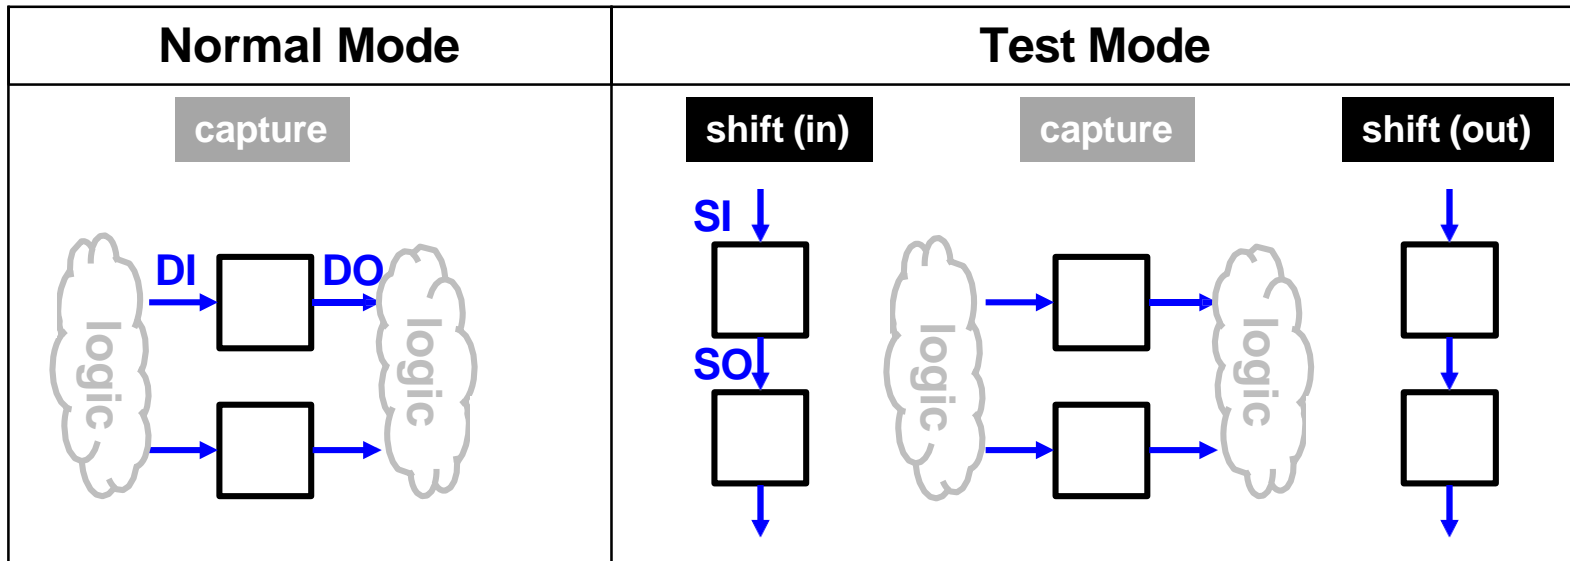 Normal Mode
Test Mode
capture
shift (in)
capture
shift (out)
SI
DI
DO
logic
logic
SO
logic
logic